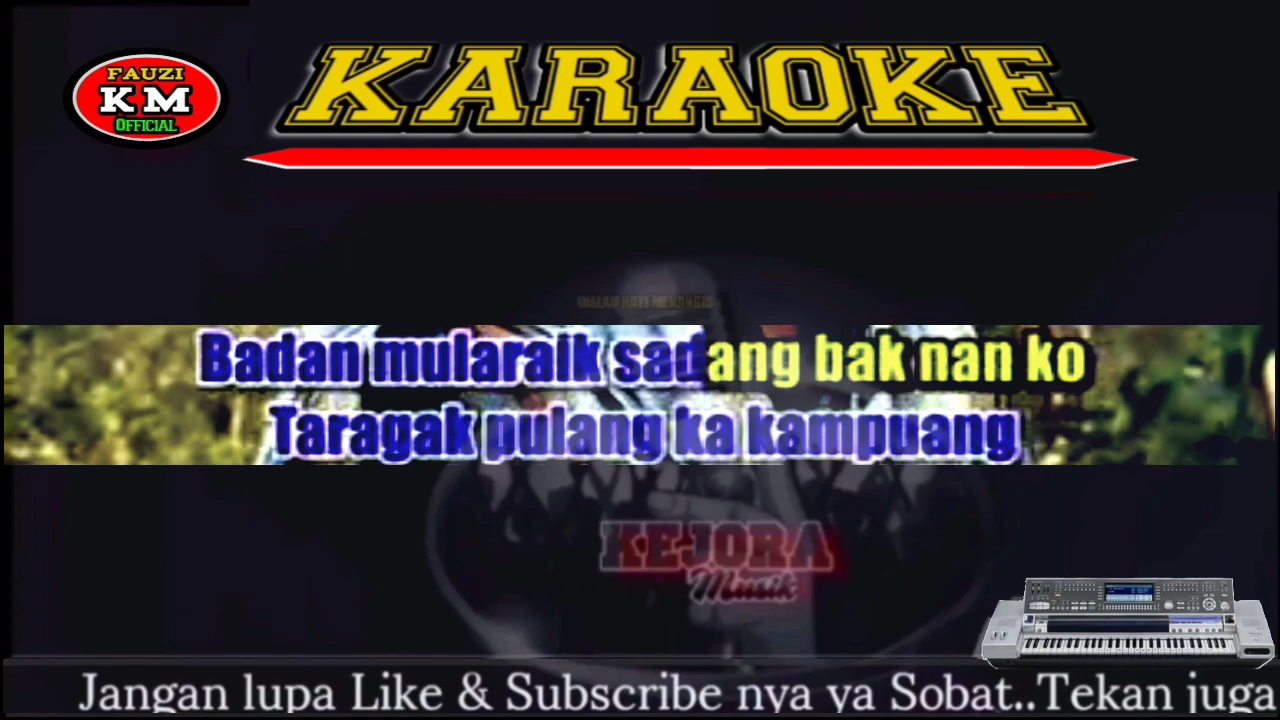 FAUZI
KM
OFFICIAL
KARAOKE
Badan mularaik sadang bak nan ko
Taragak pulang ka kampuang
KEJORA
Musik
Jangan lupa Like & Subscribe nya ya Sobat..Tekan juga